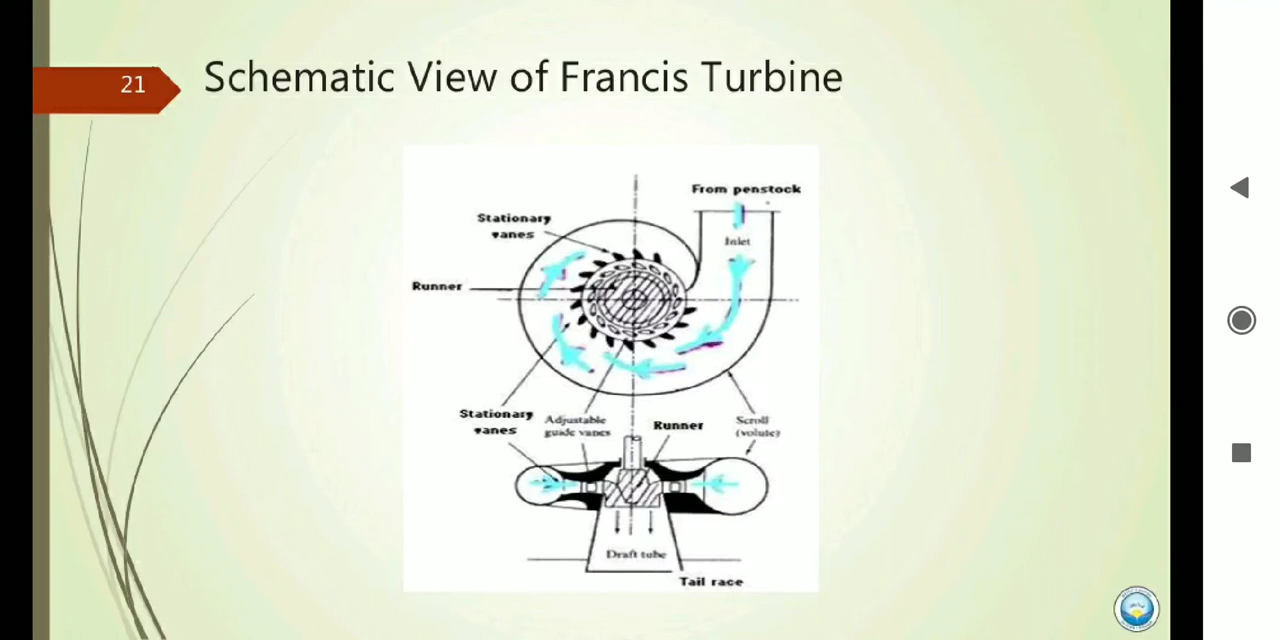 21
Schematic View of Francis Turbine
From penstock
Stationary
vanes
Inlet
Runner
Stationary
vanes
Adjustable
guide vanes
Runner
Scroll
(volute)
Draft tube
Tail race